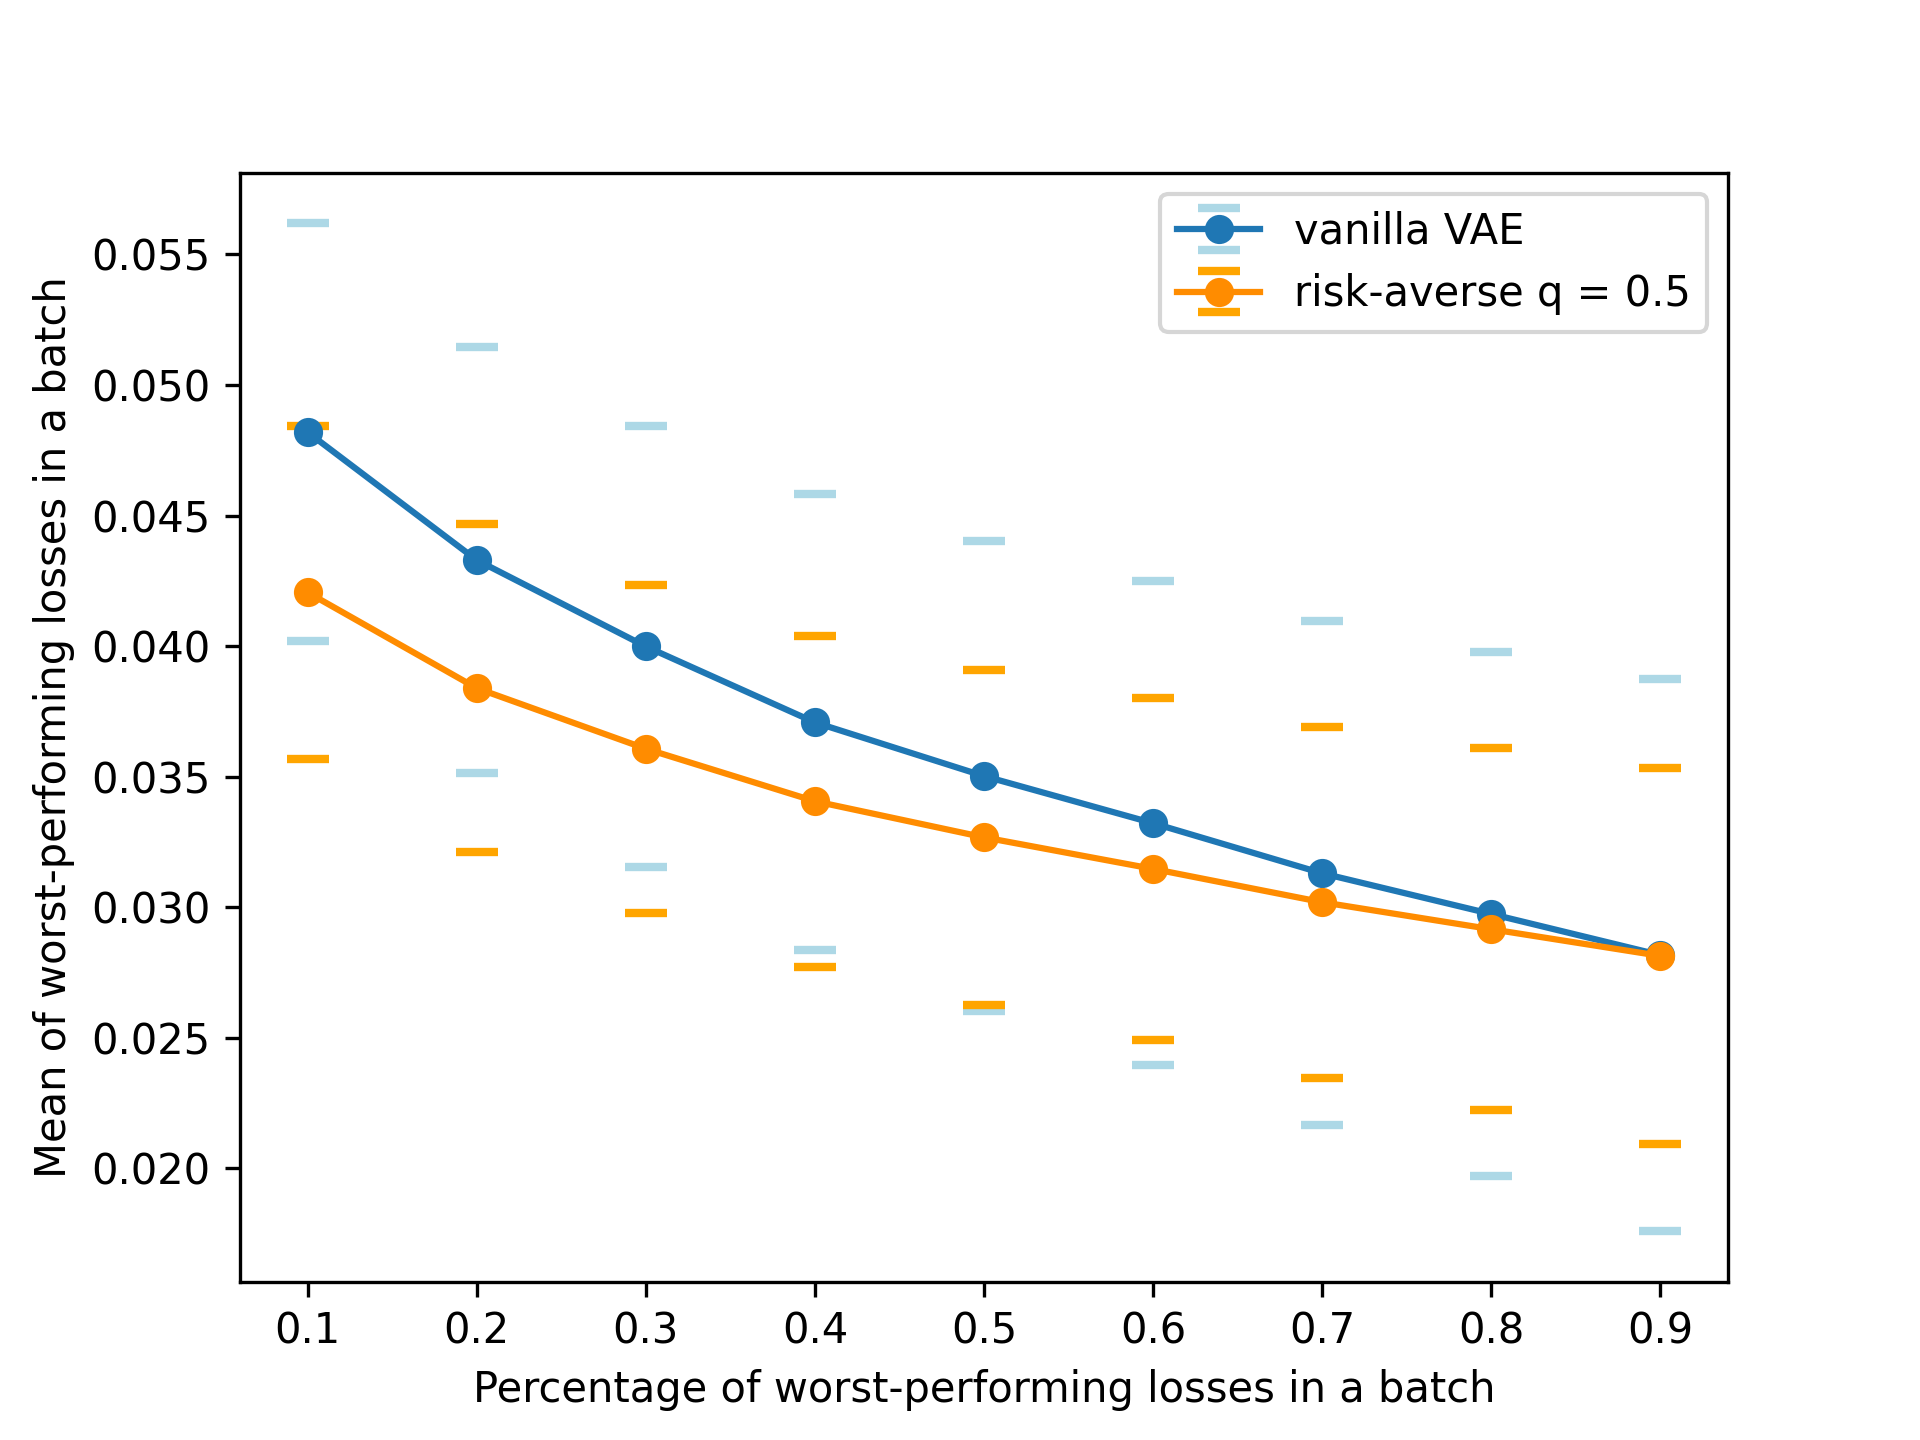 vanilla VAE
risk-averse q = 0.5
Mean of worst-performing losses in a batch
0.055
0.050
0.045
0.040
0.035
0.030
0.025
0.020
0.1 0.2 0.3 0.4 0.5 0.6 0.7 0.8 0.9
Percentage of worst-performing losses in a batch